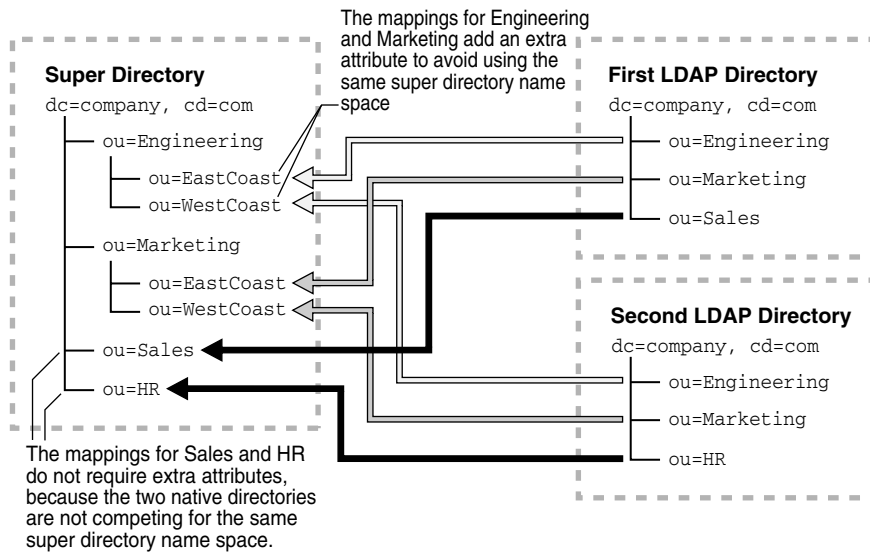 The mappings for Engineering
and Marketing add an extra
attribute to avoid using the
same super directory name
space
Super Directory
dc=company, cd=com
ou=Engineering
ou=EastCoast
ou=WestCoast
ou=Marketing
ou=EastCoast
ou=WestCoast
ou=Sales
ou=HR
The mappings for Sales and HR
do not require extra attributes,
because the two native directories
are not competing for the same
super directory name space.
First LDAP Directory
dc=company, cd=com
ou=Engineering
ou=Marketing
ou=Sales
Second LDAP Directory
dc=company, cd=com
ou=Engineering
ou=Marketing
ou=HR